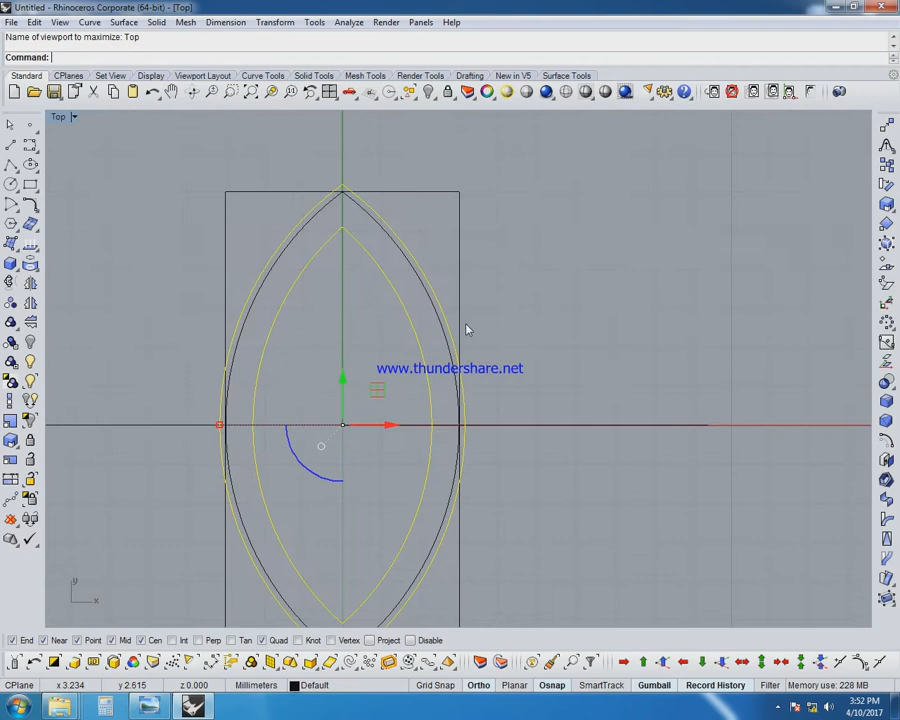 Untitled - Rhinoceros Corporate (64-bit) - [Top]
File Edit View Curve Surface Solid Mesh Dimension Transform Tools Analyze Render Panels Help
Name of viewport to maximize: Top
Command:
Standard CPlanes Set View Display Viewport Layout Curve Tools Solid Tools Mesh Tools Render Tools Drafting New in V5 Surface Tools
Top
www.thundershare.net
y
x
End Near Point Mid Cen Int Perp Tan Quad Knot Vertex Project Disable
CPlane x 3.234 y 2.615 z 0.000 Millimeters Default Grid Snap Ortho Planar Osnap SmartTrack Gumball Record History Filter Memory use: 228 MB
3:52 PM
4/10/2017